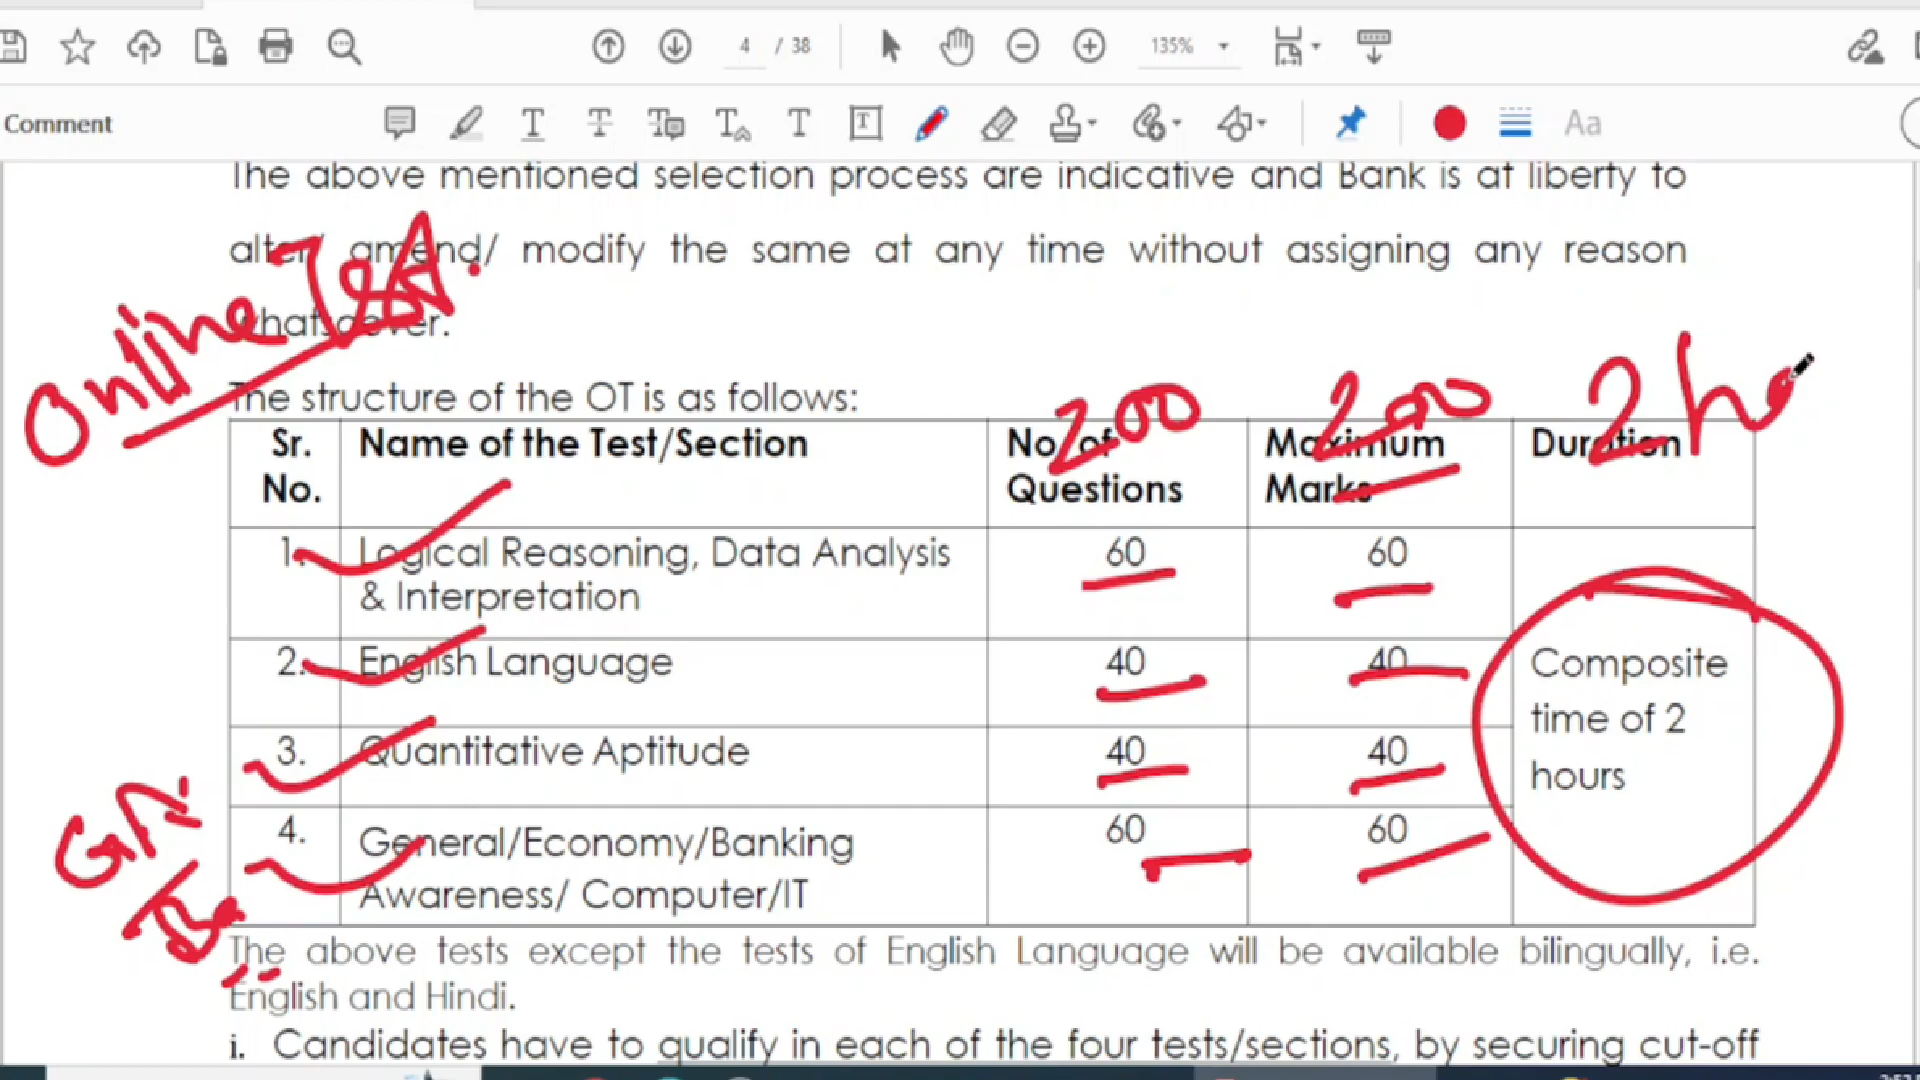 4 / 38
135%
Comment
Aa
The above mentioned selection process are indicative and Bank is at liberty to
alter/ amend/ modify the same at any time without assigning any reason
whatsoever.
Online Test.
The structure of the OT is as follows:
200 200 2 ho
Sr. No. Name of the Test/Section No. of Questions Maximum Marks Duration
1. Logical Reasoning, Data Analysis & Interpretation 60 60
2. English Language 40 40
3. Quantitative Aptitude 40 40
4. General/Economy/Banking Awareness/ Computer/IT 60 60
Composite time of 2 hours
The above tests except the tests of English Language will be available bilingually, i.e.
English and Hindi.
i. Candidates have to qualify in each of the four tests/sections, by securing cut-off